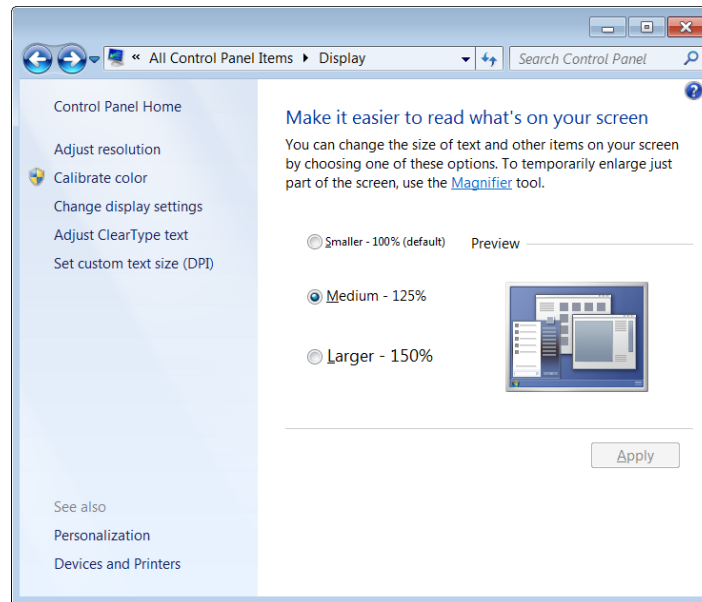 « All Control Panel Items Display
Search Control Panel
Control Panel Home
Adjust resolution
Calibrate color
Change display settings
Adjust ClearType text
Set custom text size (DPI)
See also
Personalization
Devices and Printers
Make it easier to read what's on your screen
You can change the size of text and other items on your screen
by choosing one of these options. To temporarily enlarge just
part of the screen, use the Magnifier tool.
Smaller - 100% (default)
Preview
Medium - 125%
Larger - 150%
Apply